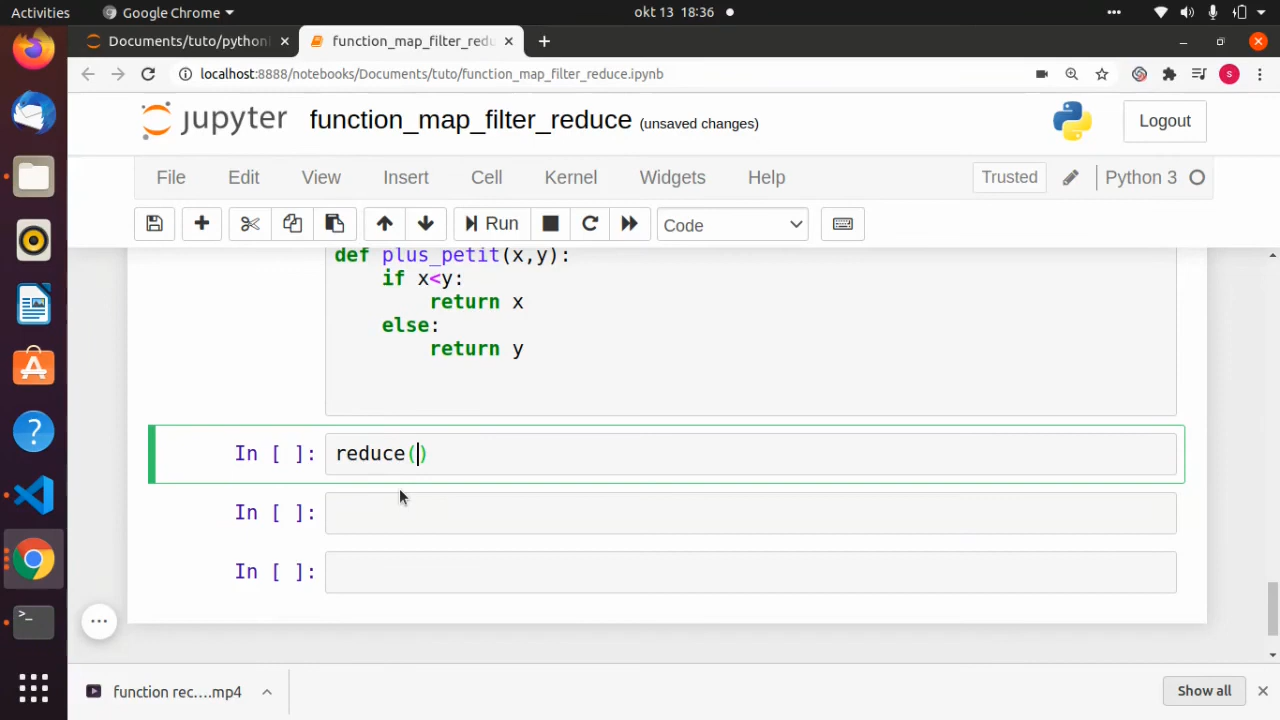 Activities
Google Chrome
okt 13 18:36
Documents/tuto/python
function_map_filter_redu
localhost:8888/notebooks/Documents/tuto/function_map_filter_reduce.ipynb
s
jupyter
function_map_filter_reduce (unsaved changes)
Logout
File Edit View Insert Cell Kernel Widgets Help
Trusted
Python 3
Run
Code
def plus_petit(x,y):
if x<y:
return x
else:
return y
In [ ]: reduce()
In [ ]:
In [ ]:
function rec....mp4
Show all